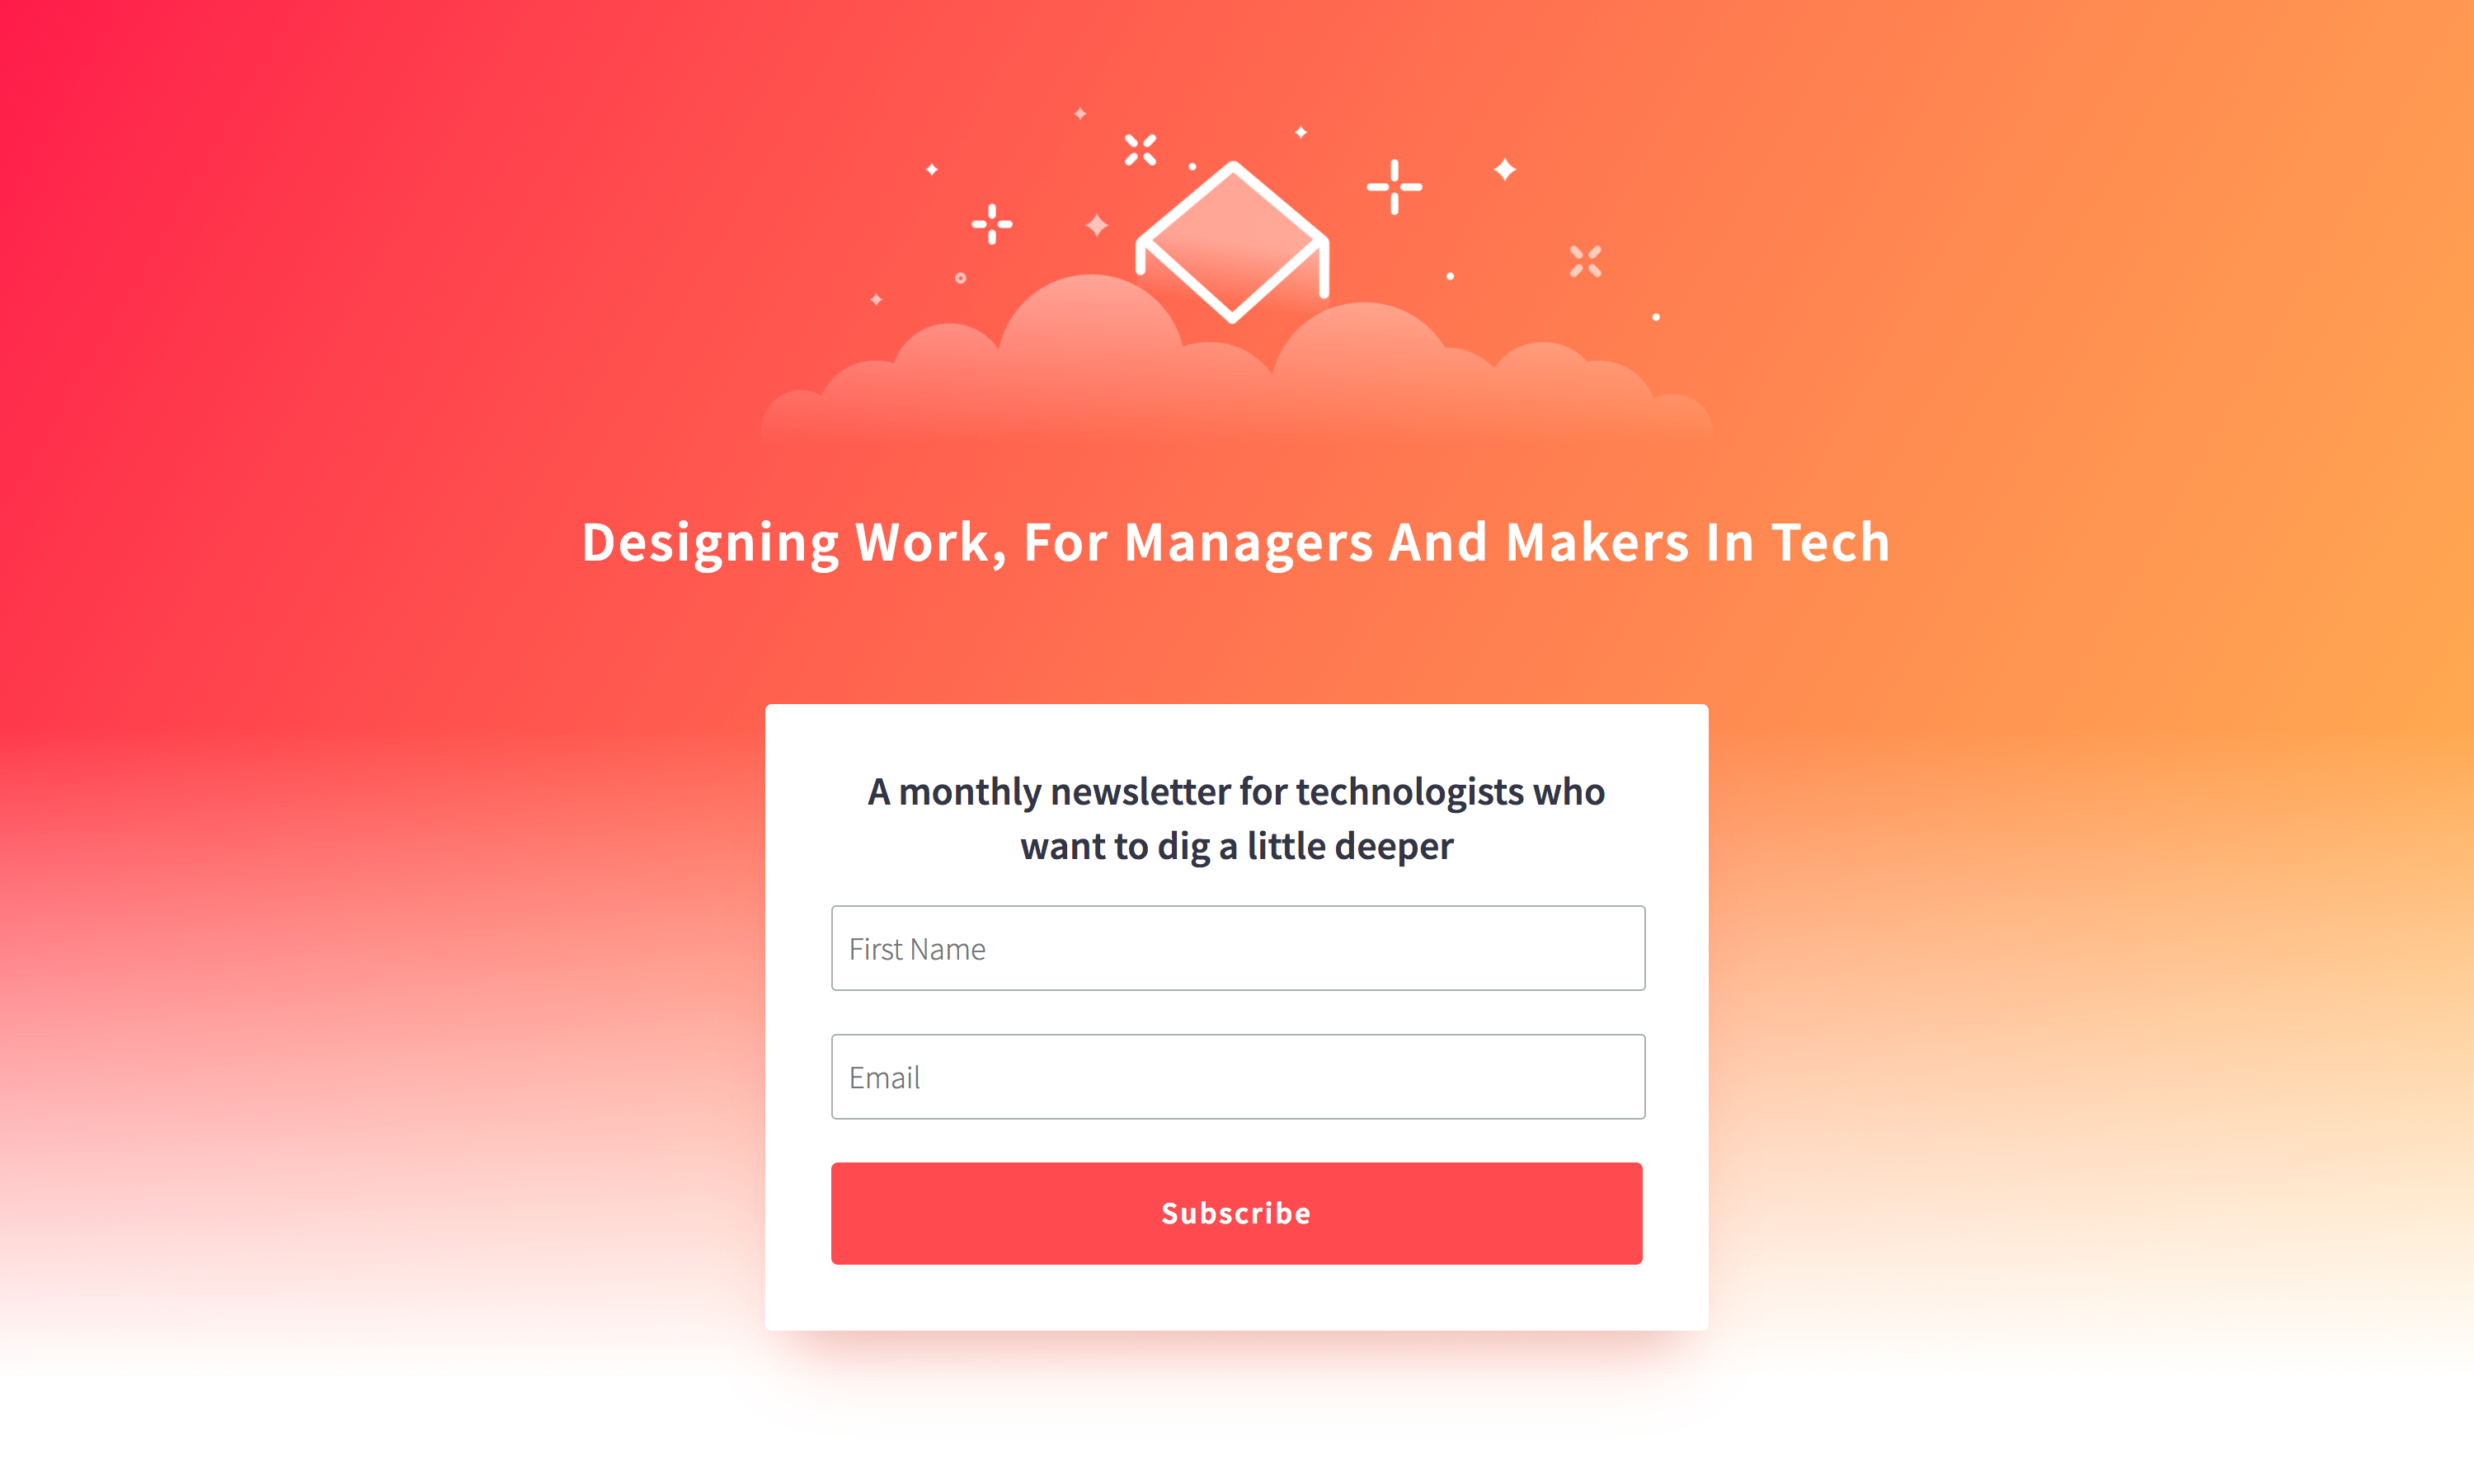 Designing Work, For Managers And Makers In Tech
A monthly newsletter for technologists who
want to dig a little deeper
First Name
Email
Subscribe